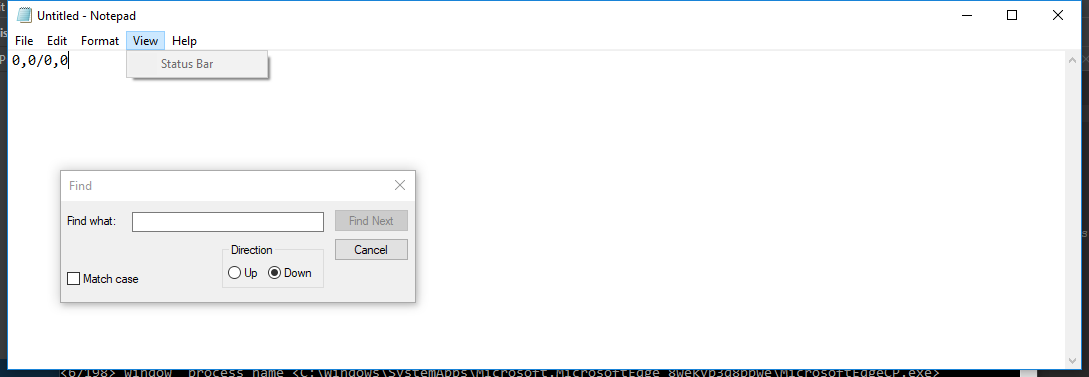 Untitled - Notepad
File Edit Format View Help
0,0/0,0
Status Bar
Find
Find what:
Find Next
Direction
Cancel
Up Down
Match case
<6/198> window process name <C:\Windows\SystemApps\Microsoft.MicrosoftEdge_8wekyb3d8bbwe\MicrosoftEdgeCP.exe>